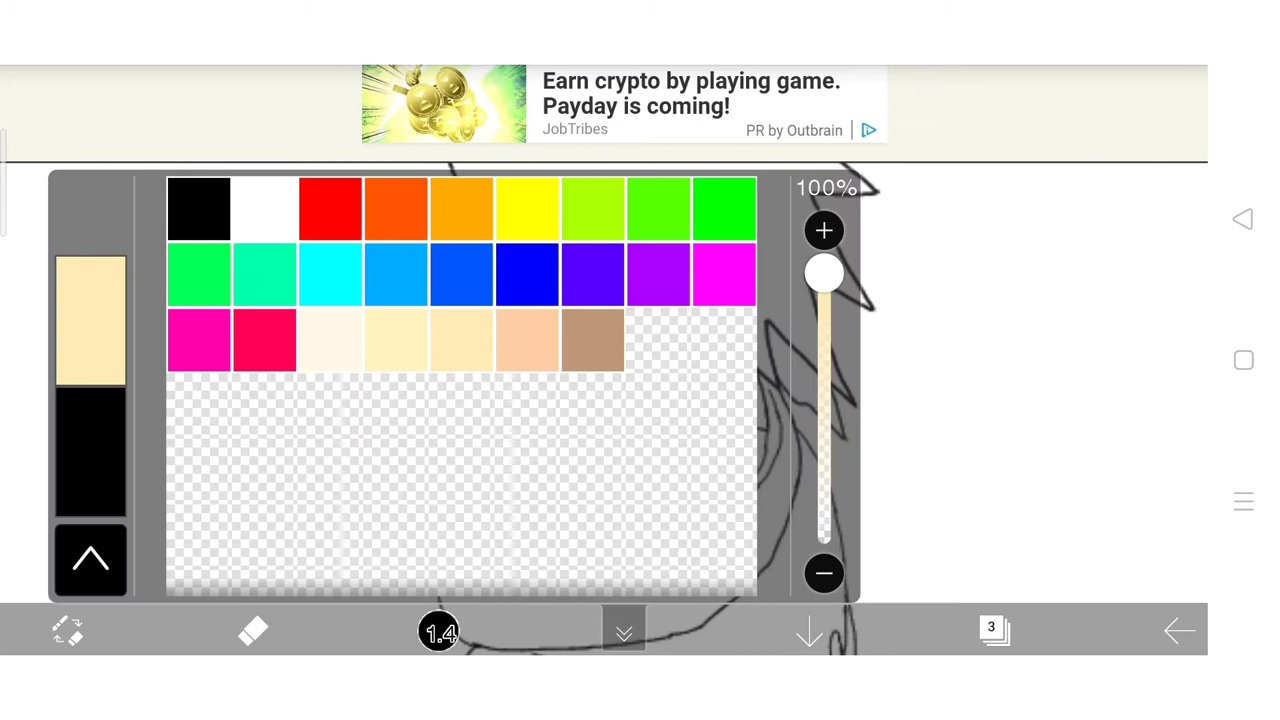 Earn crypto by playing game.
Payday is coming!
JobTribes
PR by Outbrain
100%
1.4
3